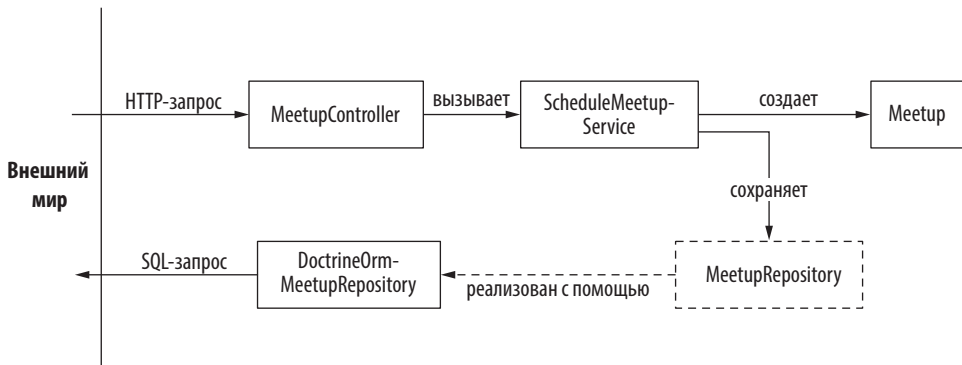 HTTP-запрос
MeetupController
вызывает
ScheduleMeetup-
Service
создает
Meetup
Внешний
мир
сохраняет
SQL-запрос
DoctrineOrm-
MeetupRepository
реализован с помощью
MeetupRepository